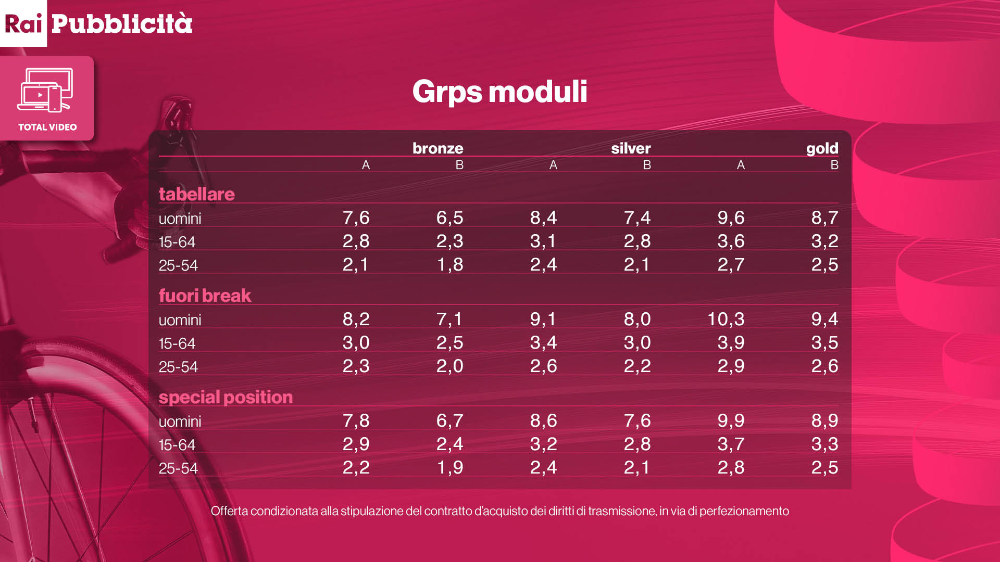 Rai Pubblicità
TOTAL VIDEO
Grps moduli
bronze silver gold
A B A B A B
tabellare
uomini 7,6 6,5 8,4 7,4 9,6 8,7
15-64 2,8 2,3 3,1 2,8 3,6 3,2
25-54 2,1 1,8 2,4 2,1 2,7 2,5
fuori break
uomini 8,2 7,1 9,1 8,0 10,3 9,4
15-64 3,0 2,5 3,4 3,0 3,9 3,5
25-54 2,3 2,0 2,6 2,2 2,9 2,6
special position
uomini 7,8 6,7 8,6 7,6 9,9 8,9
15-64 2,9 2,4 3,2 2,8 3,7 3,3
25-54 2,2 1,9 2,4 2,1 2,8 2,5
Offerta condizionata alla stipulazione del contratto d’acquisto dei diritti di trasmissione, in via di perfezionamento